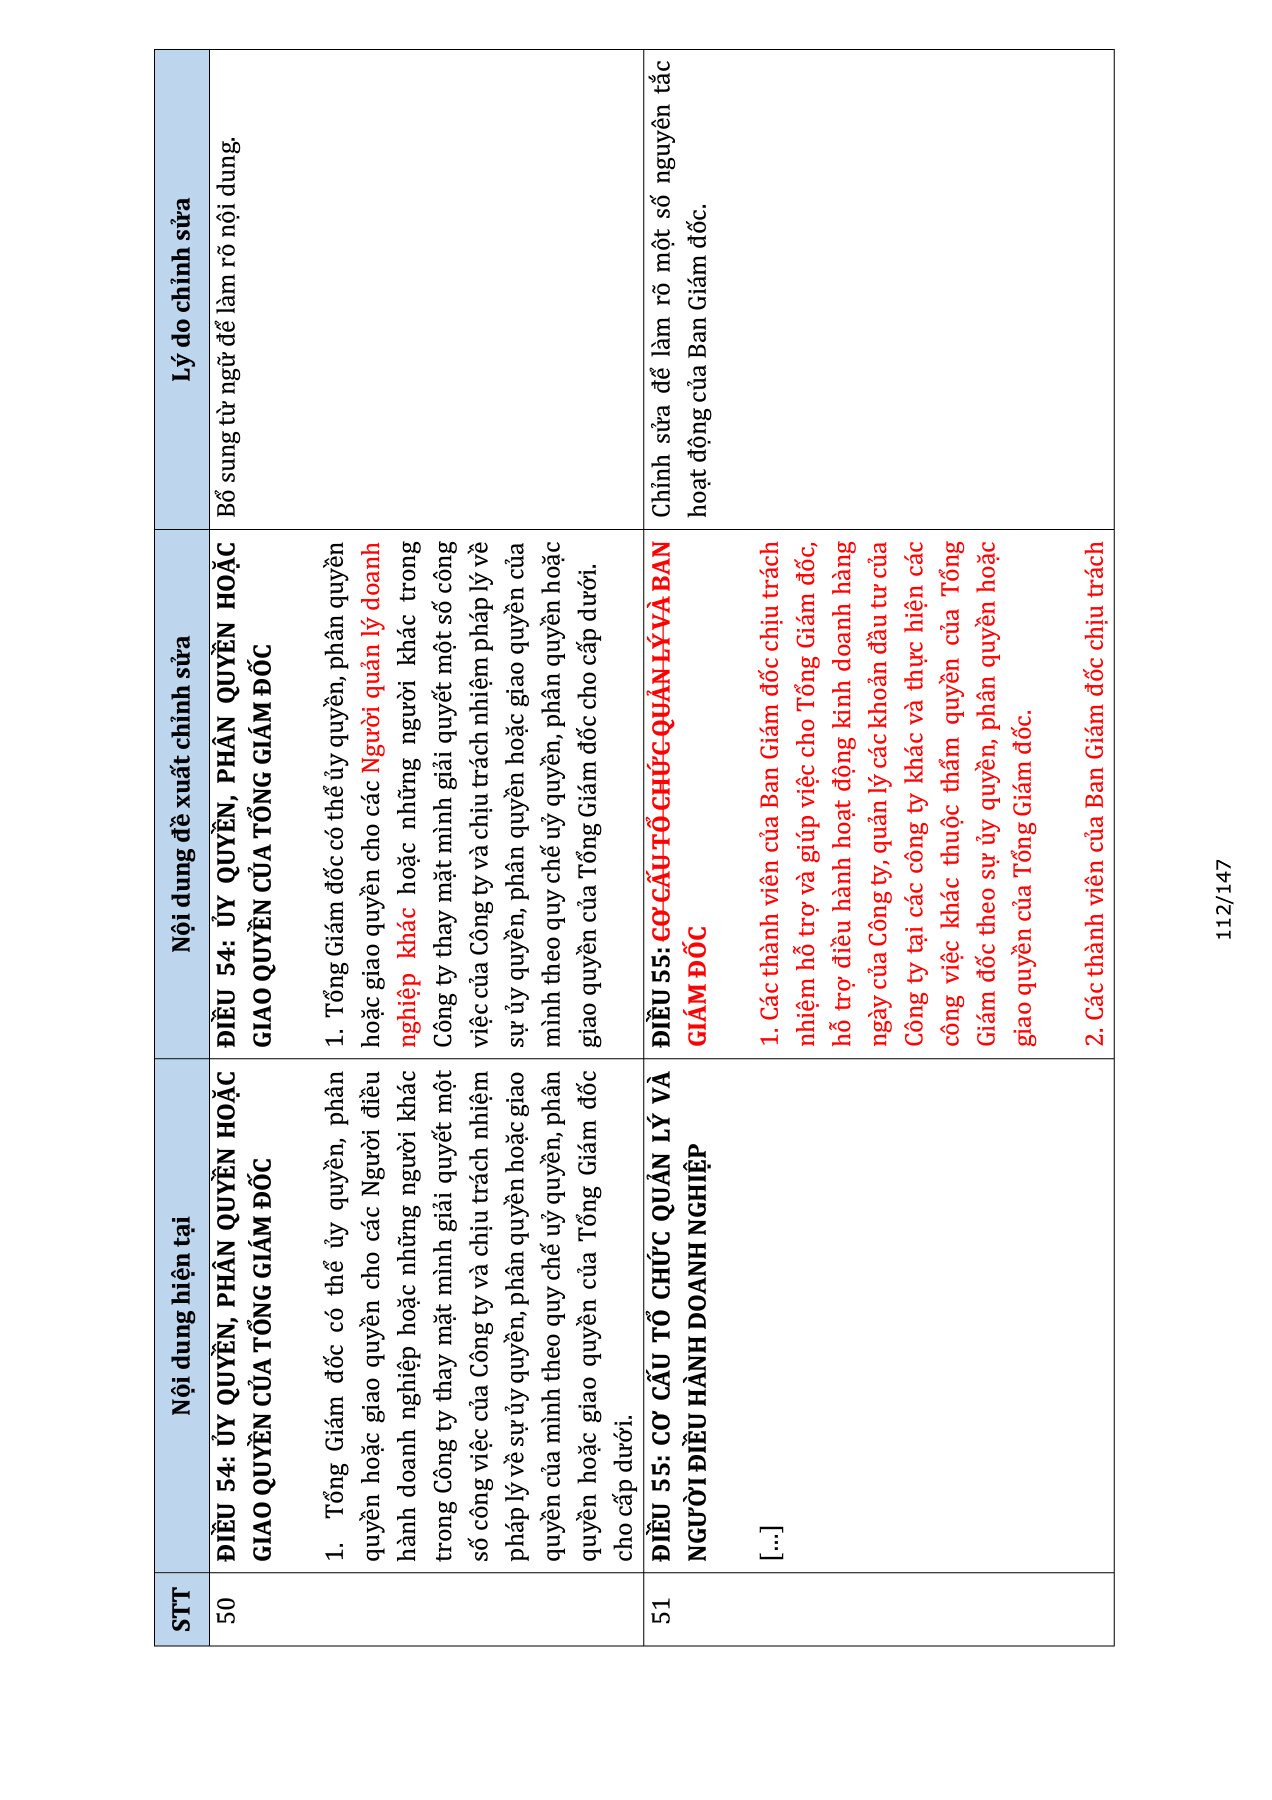 STT
Nội dung hiện tại
Nội dung đề xuất chỉnh sửa
Lý do chỉnh sửa
50
ĐIỀU 54: ỦY QUYỀN, PHÂN QUYỀN HOẶC
GIAO QUYỀN CỦA TỔNG GIÁM ĐỐC
1. Tổng Giám đốc có thể ủy quyền, phân
quyền hoặc giao quyền cho các Người điều
hành doanh nghiệp hoặc những người khác
trong Công ty thay mặt mình giải quyết một
số công việc của Công ty và chịu trách nhiệm
pháp lý về sự ủy quyền, phân quyền hoặc giao
quyền của mình theo quy chế uỷ quyền, phân
quyền hoặc giao quyền của Tổng Giám đốc
cho cấp dưới.
ĐIỀU 54: ỦY QUYỀN, PHÂN QUYỀN HOẶC
GIAO QUYỀN CỦA TỔNG GIÁM ĐỐC
1. Tổng Giám đốc có thể ủy quyền, phân quyền
hoặc giao quyền cho các Người quản lý doanh
nghiệp khác hoặc những người khác trong
Công ty thay mặt mình giải quyết một số công
việc của Công ty và chịu trách nhiệm pháp lý về
sự ủy quyền, phân quyền hoặc giao quyền của
mình theo quy chế uỷ quyền, phân quyền hoặc
giao quyền của Tổng Giám đốc cho cấp dưới.
Bổ sung từ ngữ để làm rõ nội dung.
51
ĐIỀU 55: CƠ CẤU TỔ CHỨC QUẢN LÝ VÀ
NGƯỜI ĐIỀU HÀNH DOANH NGHIỆP
[...]
ĐIỀU 55: CƠ CẤU TỔ CHỨC QUẢN LÝ VÀ BAN
GIÁM ĐỐC
1. Các thành viên của Ban Giám đốc chịu trách
nhiệm hỗ trợ và giúp việc cho Tổng Giám đốc,
hỗ trợ điều hành hoạt động kinh doanh hàng
ngày của Công ty, quản lý các khoản đầu tư của
Công ty tại các công ty khác và thực hiện các
công việc khác thuộc thẩm quyền của Tổng
Giám đốc theo sự ủy quyền, phân quyền hoặc
giao quyền của Tổng Giám đốc.
2. Các thành viên của Ban Giám đốc chịu trách
Chỉnh sửa để làm rõ một số nguyên tắc
hoạt động của Ban Giám đốc.
112/147